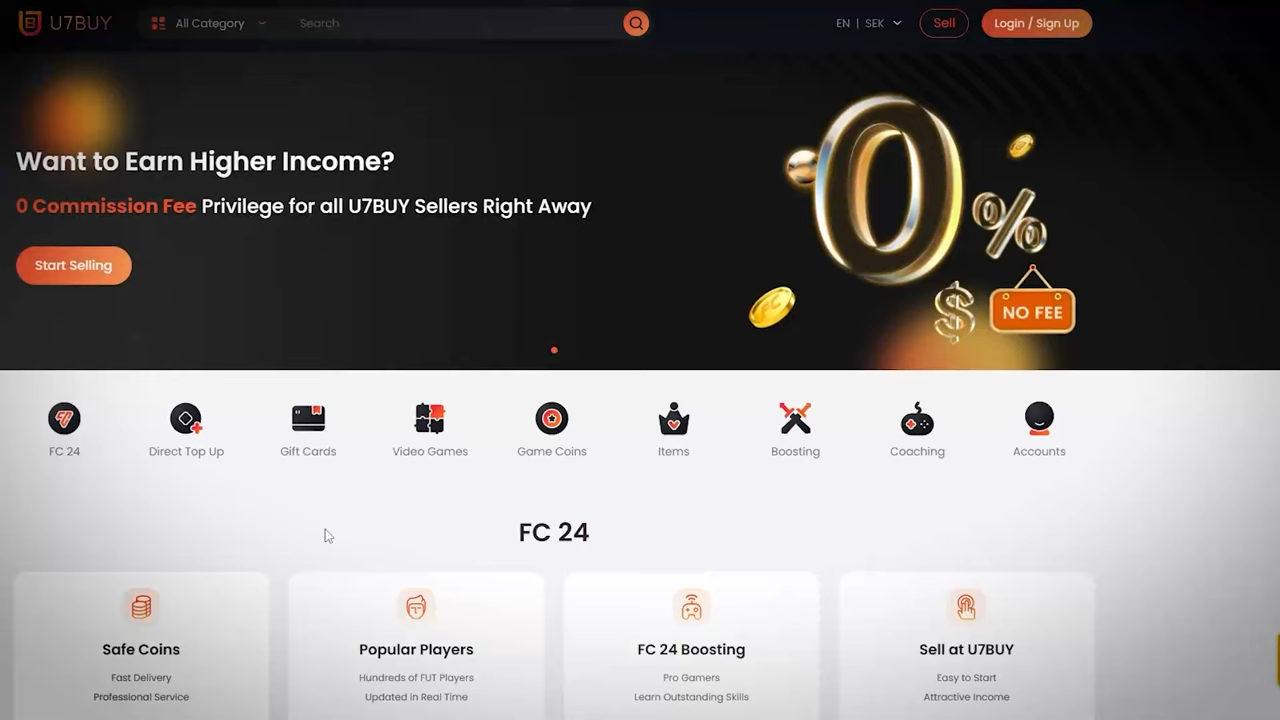 U7BUY
All Category
Search
EN | SEK
Sell
Login / Sign Up
Want to Earn Higher Income?
0 Commission Fee Privilege for all U7BUY Sellers Right Away
Start Selling
0%
$
NO FEE
FC
FC 24
Direct Top Up
Gift Cards
Video Games
Game Coins
Items
Boosting
Coaching
Accounts
FC 24
Safe Coins
Fast Delivery
Professional Service
Popular Players
Hundreds of FUT Players
Updated in Real Time
FC 24 Boosting
Pro Gamers
Learn Outstanding Skills
Sell at U7BUY
Easy to Start
Attractive Income